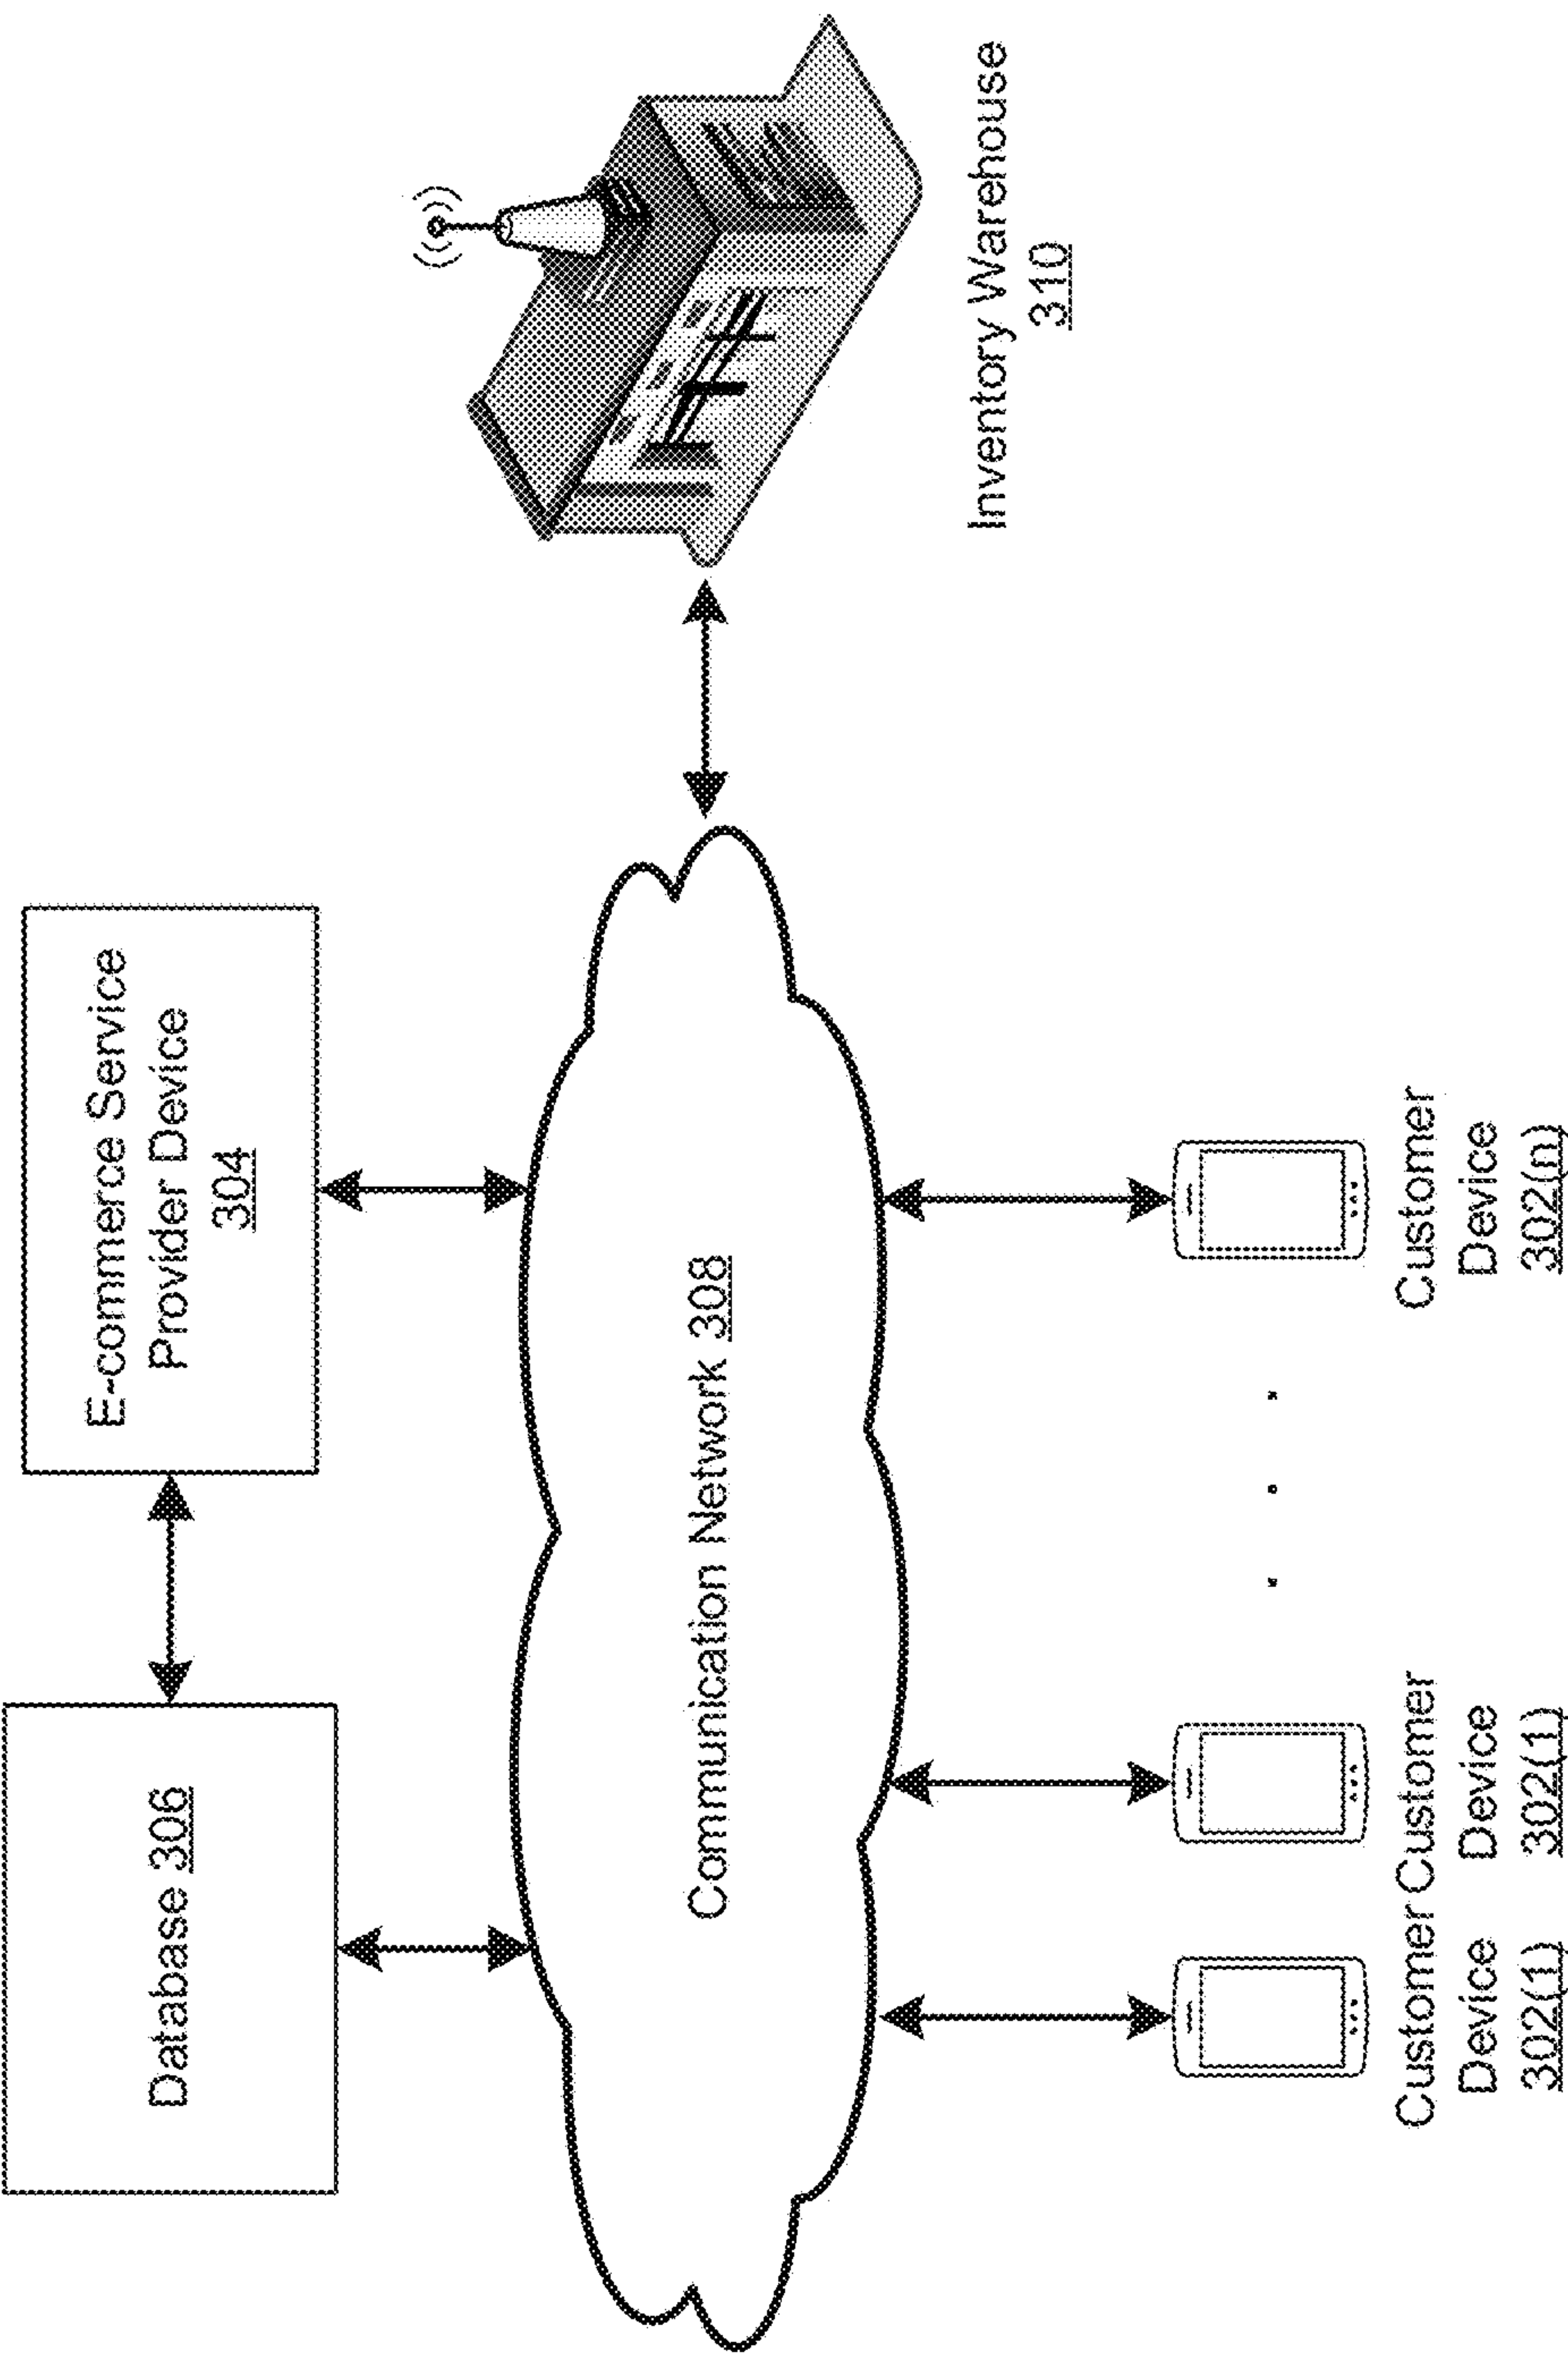 Database 306
E-commerce Service
Provider Device
304
Communication Network 308
Inventory Warehouse
310
Customer
Device
302(1)
Customer
Device
302(1)
Customer
Device
302(n)